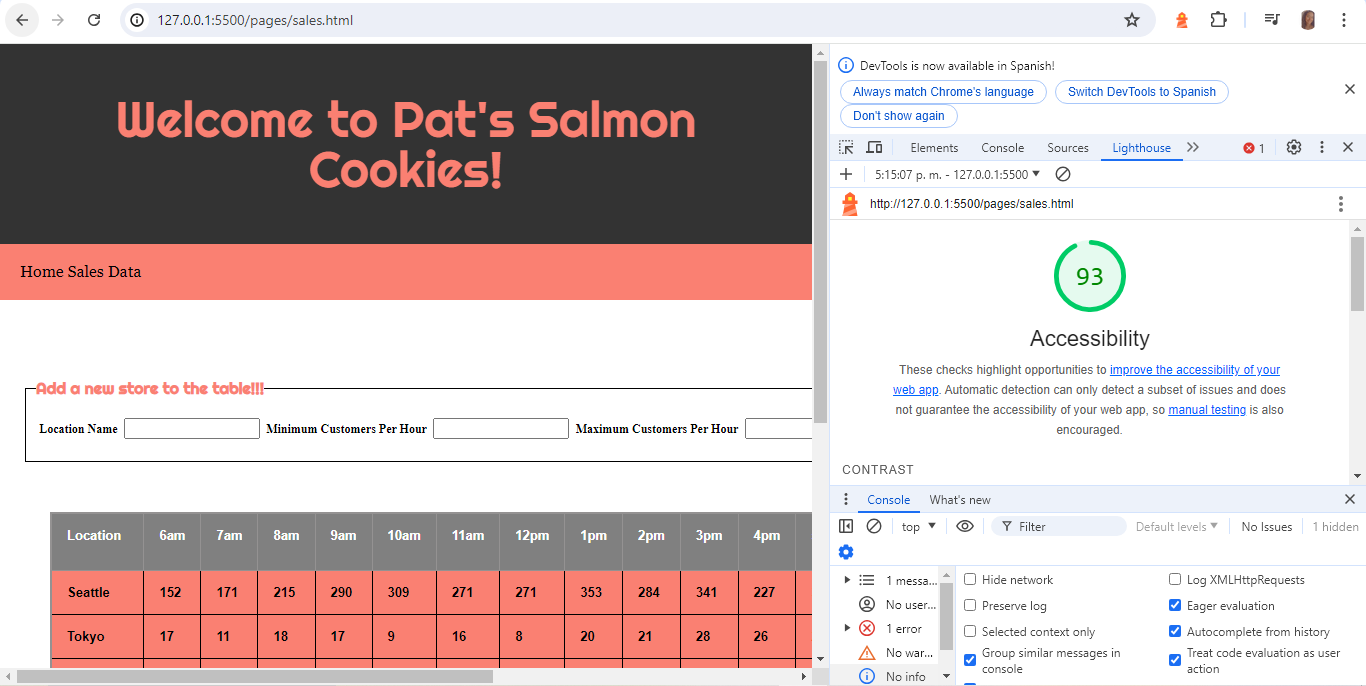 127.0.0.1:5500/pages/sales.html
Welcome to Pat's Salmon
Cookies!
Home Sales Data
Add a new store to the table!!!
Location Name Minimum Customers Per Hour Maximum Customers Per Hour
Location 6am 7am 8am 9am 10am 11am 12pm 1pm 2pm 3pm 4pm
Seattle 152 171 215 290 309 271 271 353 284 341 227
Tokyo 17 11 18 17 9 16 8 20 21 28 26
DevTools is now available in Spanish!
Always match Chrome's language Switch DevTools to Spanish
Don't show again
Elements Console Sources Lighthouse 1
5:15:07 p. m. - 127.0.0.1:5500
http://127.0.0.1:5500/pages/sales.html
93
Accessibility
These checks highlight opportunities to improve the accessibility of your
web app. Automatic detection can only detect a subset of issues and does
not guarantee the accessibility of your web app, so manual testing is also
encouraged.
CONTRAST
Console What's new
top Filter Default levels No Issues 1 hidden
1 messa...
No user...
1 error
No war...
No info
Hide network Log XMLHttpRequests
Preserve log Eager evaluation
Selected context only Autocomplete from history
Group similar messages in Treat code evaluation as user
console action